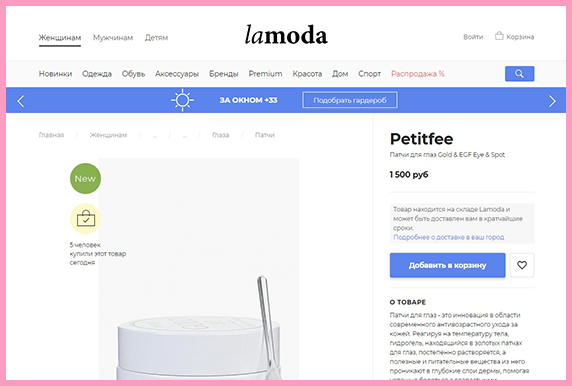 Женщинам Мужчинам Детям
lamoda
Войти Корзина
Новинки Одежда Обувь Аксессуары Бренды Premium Красота Дом Спорт Распродажа %
ЗА ОКНОМ +33 Подобрать гардероб
Главная / Женщинам / ... / ... / Глаза / Патчи
New
5 человек
купили этот товар
сегодня
Petitfee
Патчи для глаз Gold & EGF Eye & Spot
1 500 руб
Товар находится на складе Lamoda и
может быть доставлен вам в кратчайшие
сроки.
Подробнее о доставке в ваш город
Добавить в корзину
О ТОВАРЕ
Патчи для глаз - это инновация в области
современного антивозрастного ухода за
кожей. Реагируя на температуру тела,
гидрогель, находящийся в золотых патчах
для глаз, постепенно растворяется, а
полезные и питательные вещества из него
проникают в глубокие слои дермы, помогая